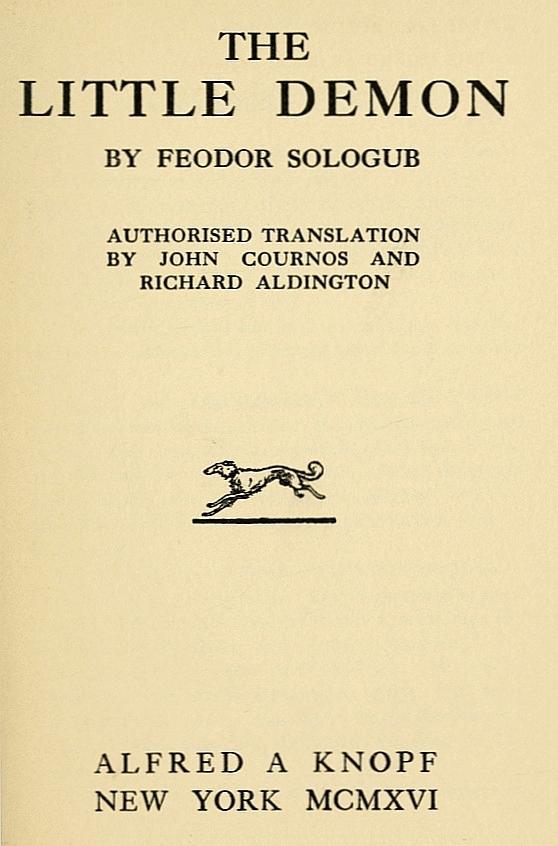 THE
LITTLE DEMON
BY FEODOR SOLOGUB
AUTHORISED TRANSLATION
BY JOHN COURNOS AND
RICHARD ALDINGTON
ALFRED A KNOPF
NEW YORK MCMXVI